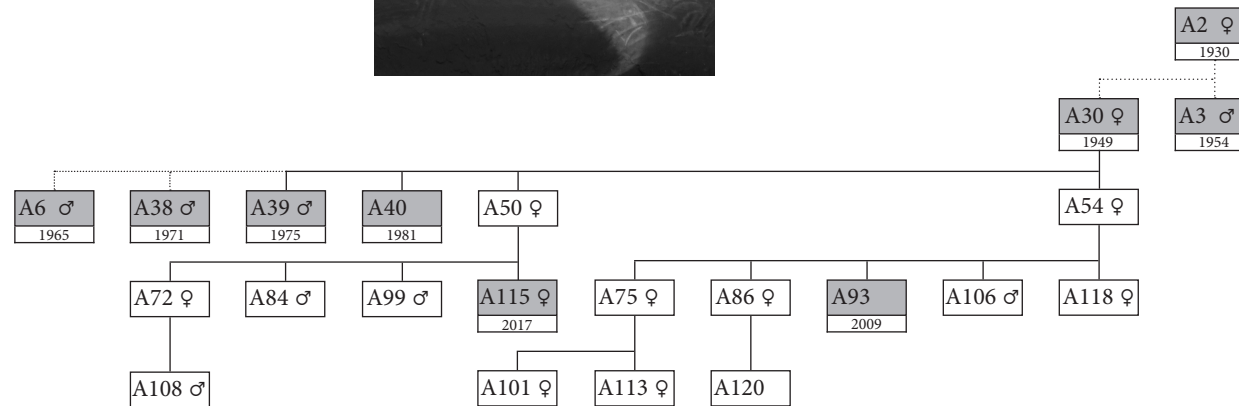 A2 ♀
1930
A30 ♀ A3 ♂
1949 1954
A6 ♂ A38 ♂ A39 ♂ A40 A50 ♀ A54 ♀
1965 1971 1975 1981
A72 ♀ A84 ♂ A99 ♂ A115 ♀ A75 ♀ A86 ♀ A93 A106 ♂ A118 ♀
2017 2009
A108 ♂ A101 ♀ A113 ♀ A120